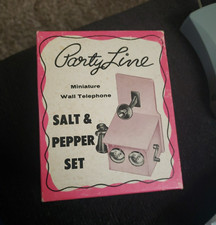 Party Line
Miniature
Wall Telephone
SALT &
PEPPER
SET